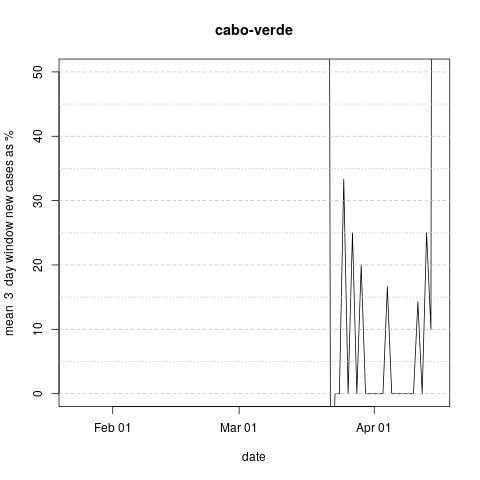 cabo-verde
mean 3 day window new cases as %
50
40
30
20
10
0
Feb 01
Mar 01
Apr 01
date